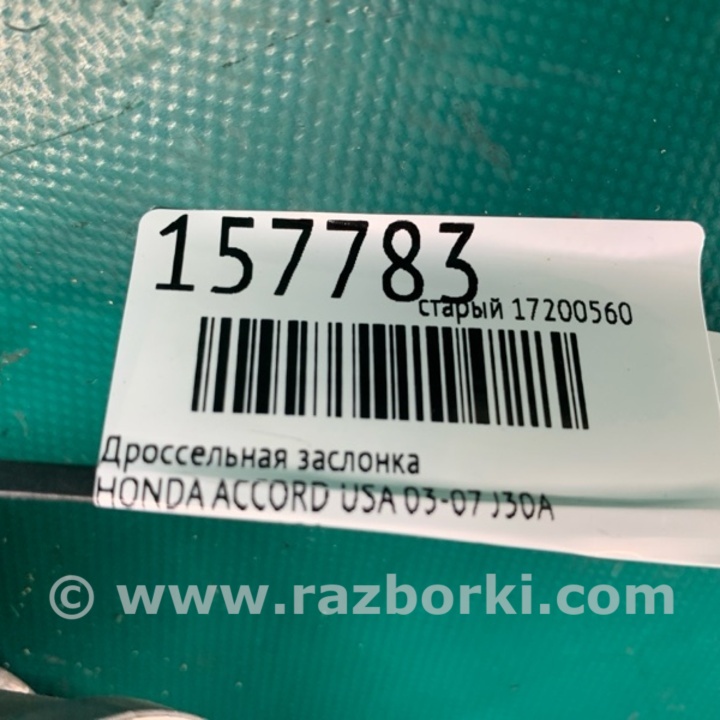 157783
старый 17200560
Дроссельная заслонка
HONDA ACCORD USA 03-07 J30A
© www.razborki.com